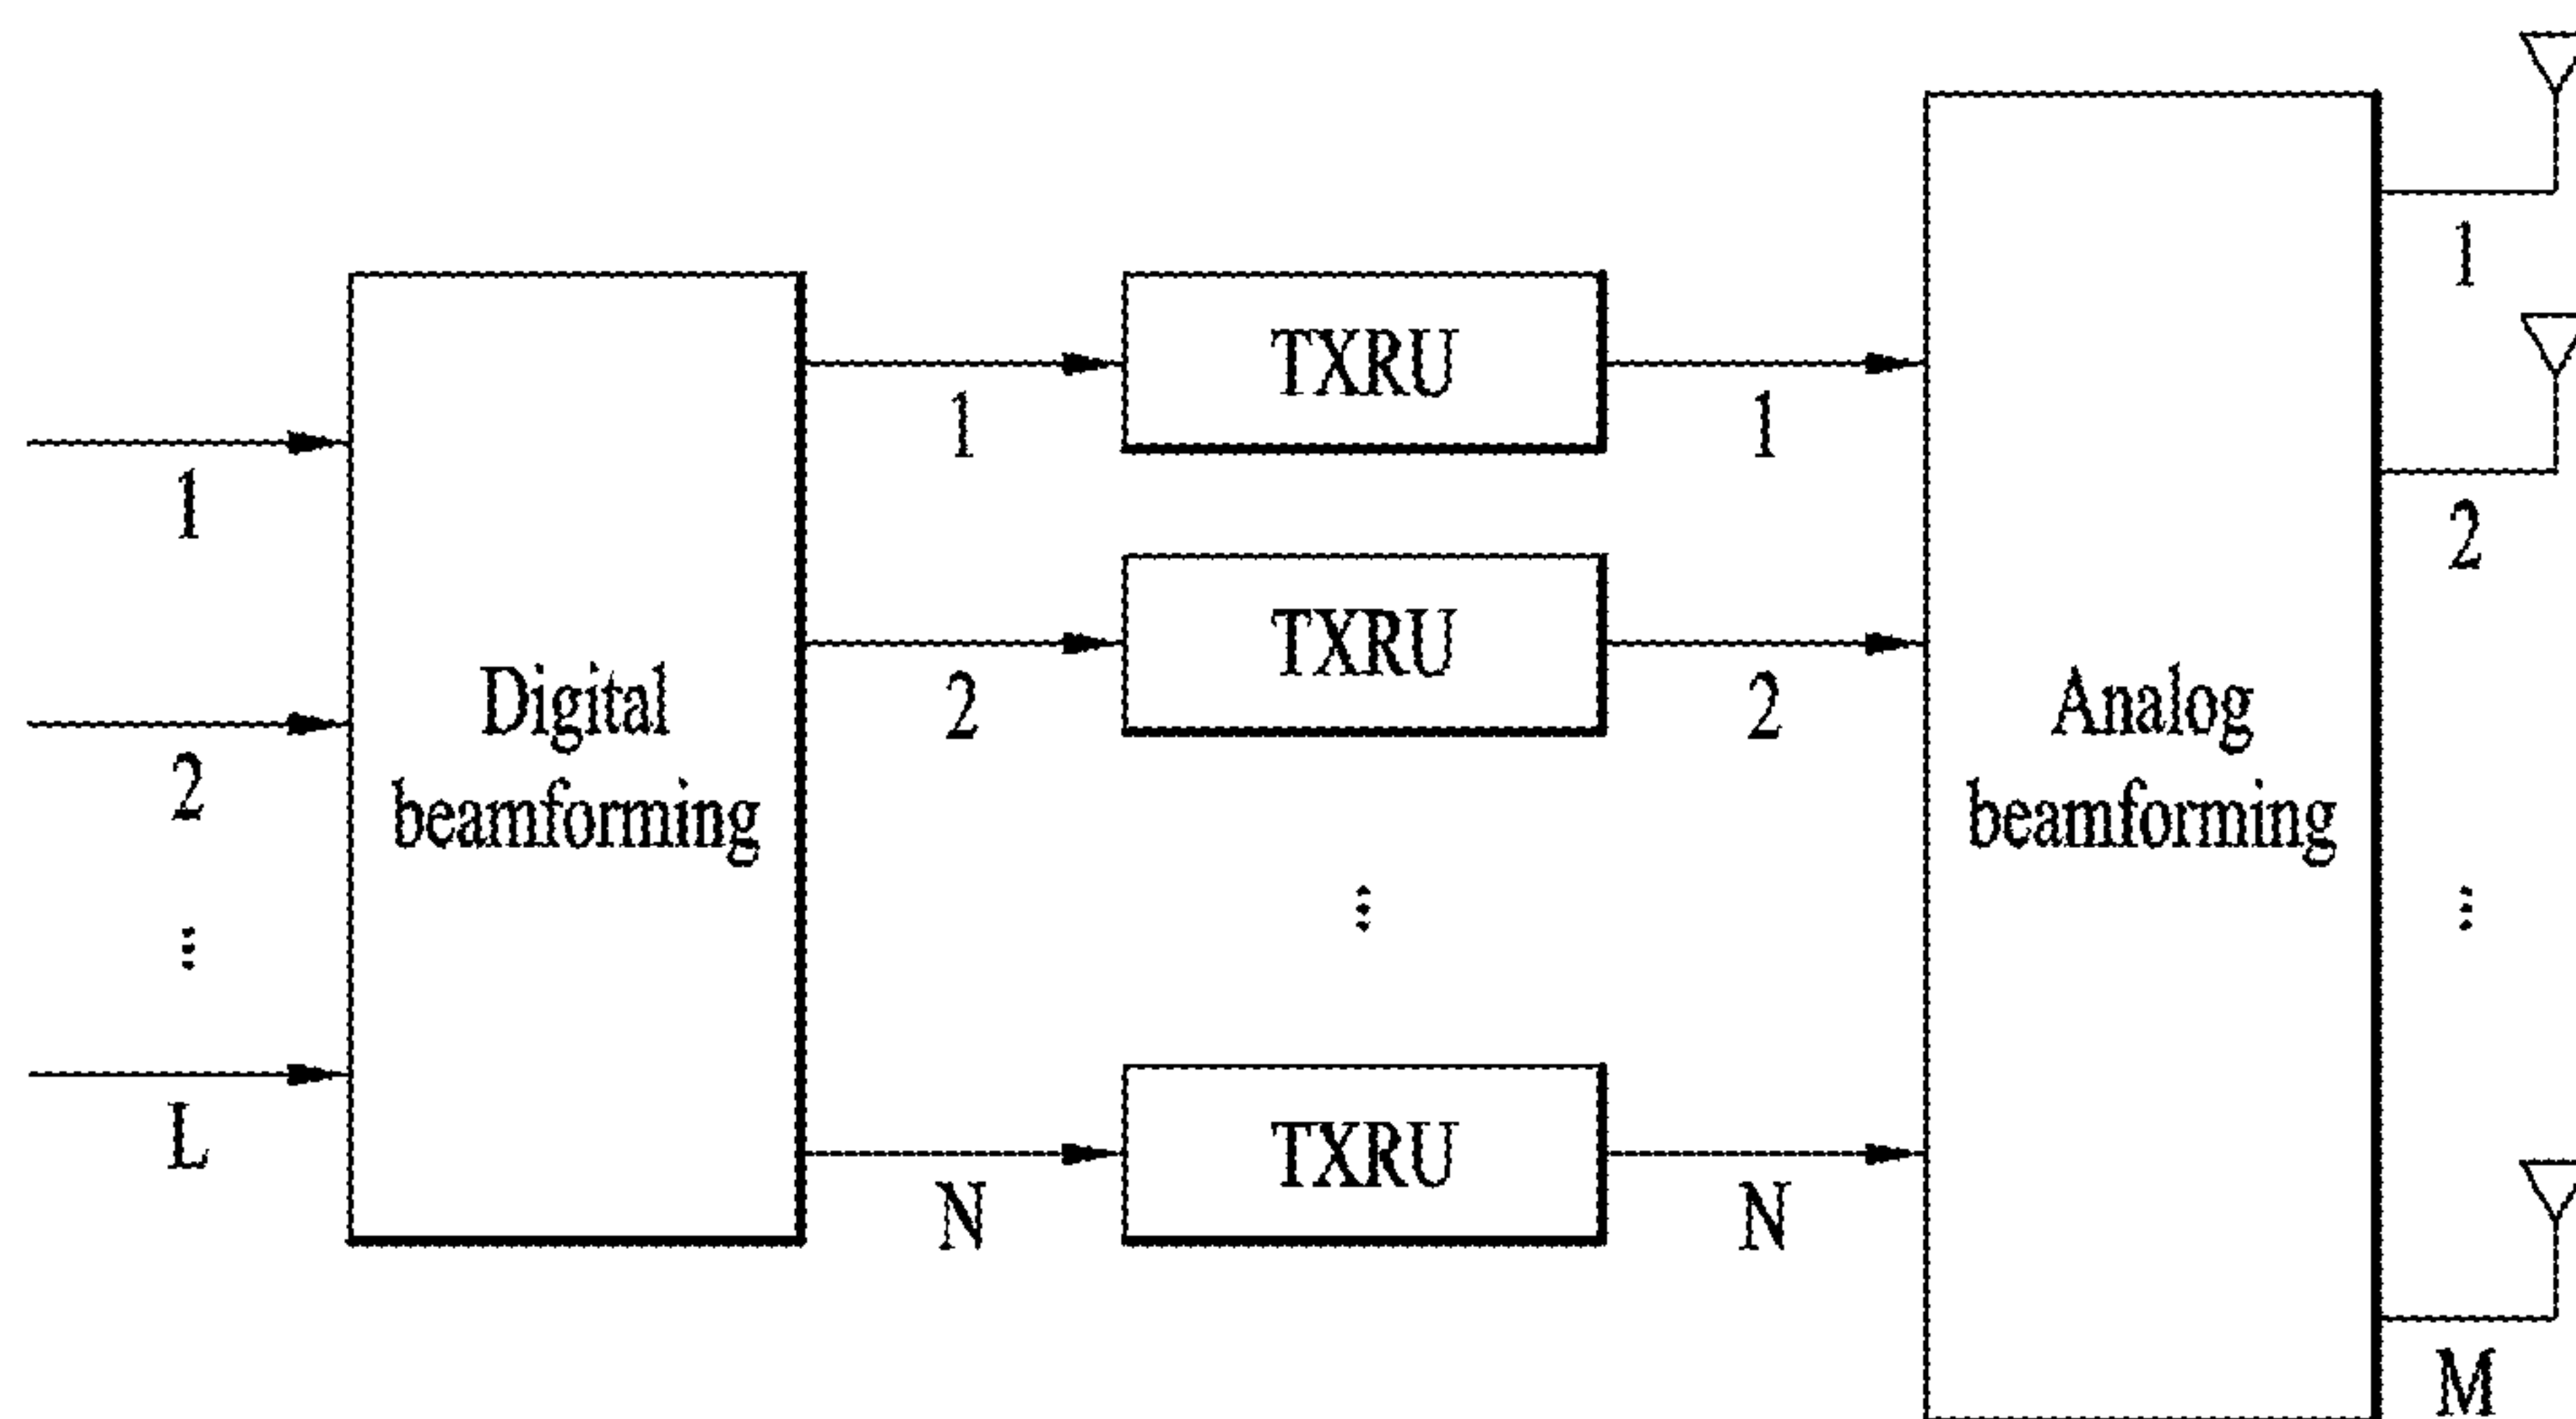 1
2
⋮
L
Digital
beamforming
1
2
N
TXRU
TXRU
⋮
TXRU
1
2
N
Analog
beamforming
1
2
⋮
M